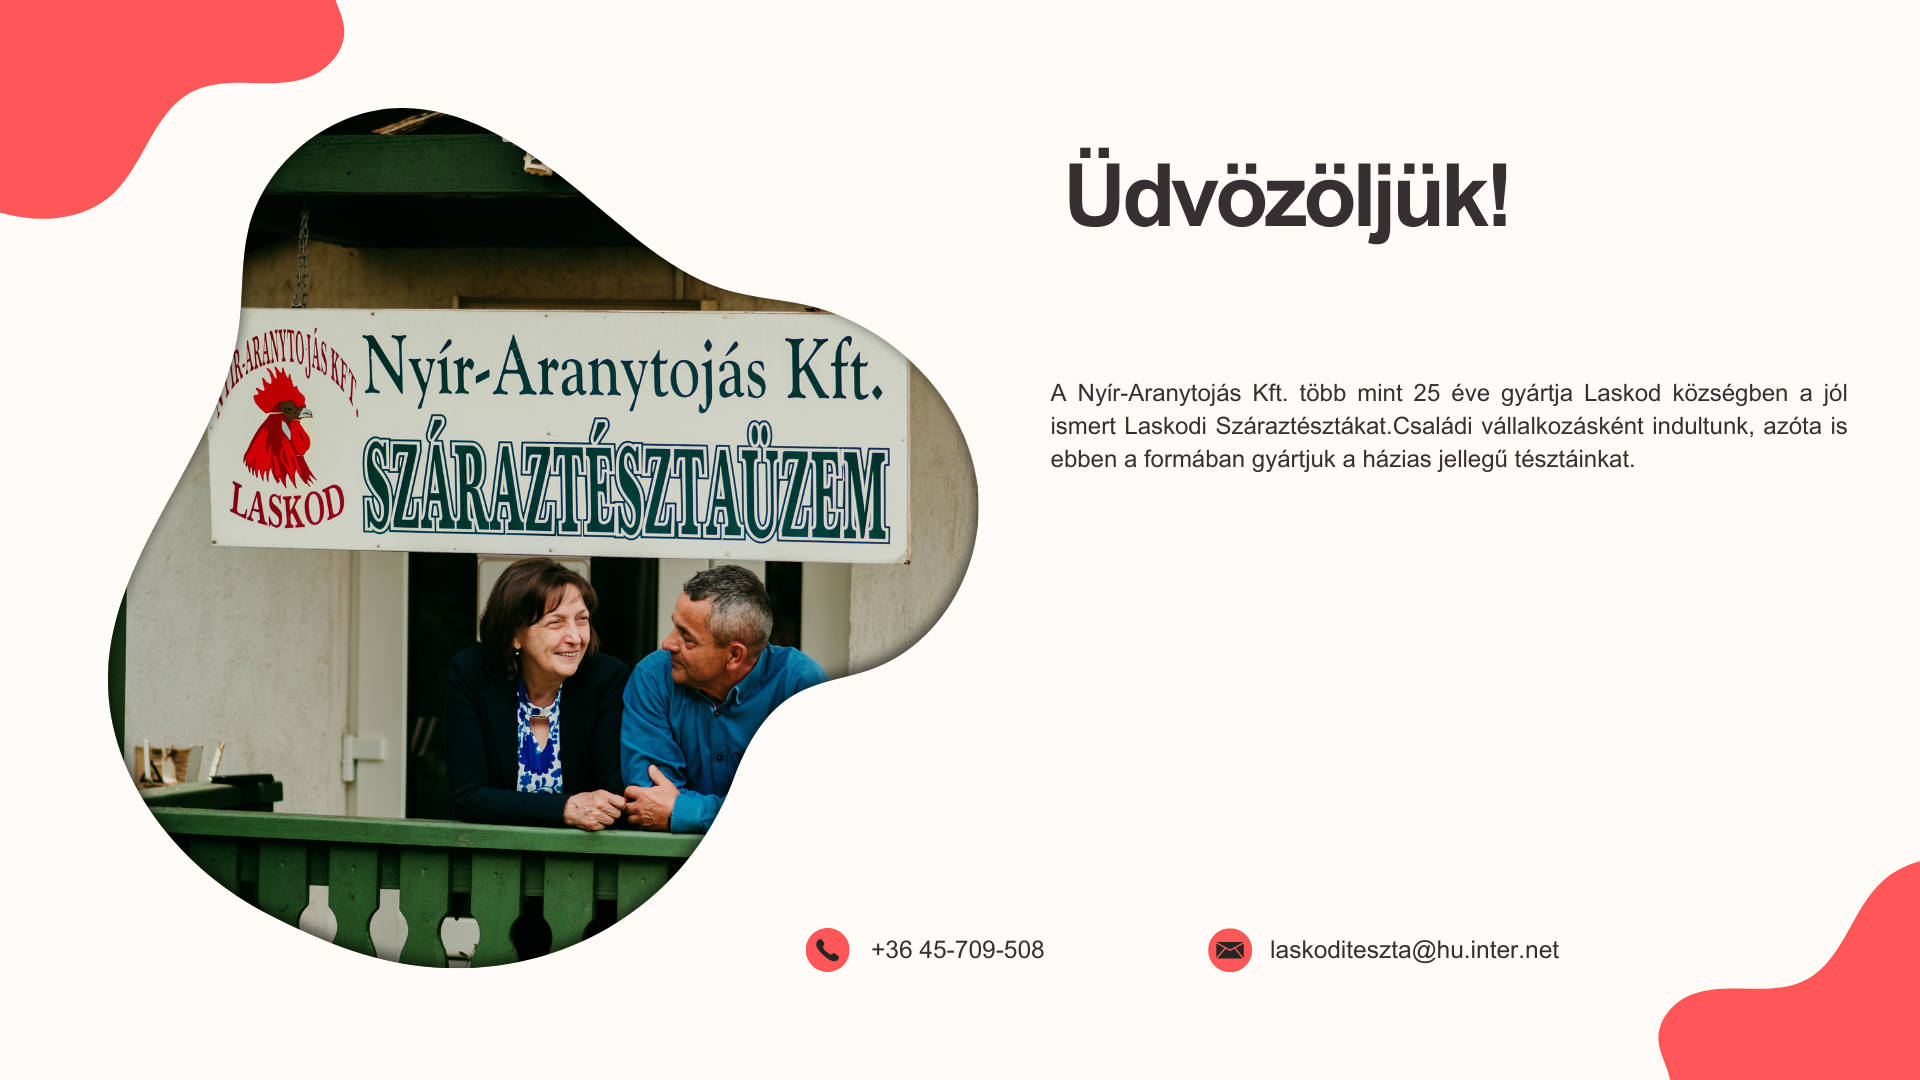 Üdvözöljük!
NYÍR-ARANYTOJÁS KFT.
LASKOD
Nyír-Aranytojás Kft.
SZÁRAZTÉSZTAÜZEM
A Nyír-Aranytojás Kft. több mint 25 éve gyártja Laskod községben a jól
ismert Laskodi Száraztésztákat.Családi vállalkozásként indultunk, azóta is
ebben a formában gyártjuk a házias jellegű tésztáinkat.
+36 45-709-508
laskoditeszta@hu.inter.net